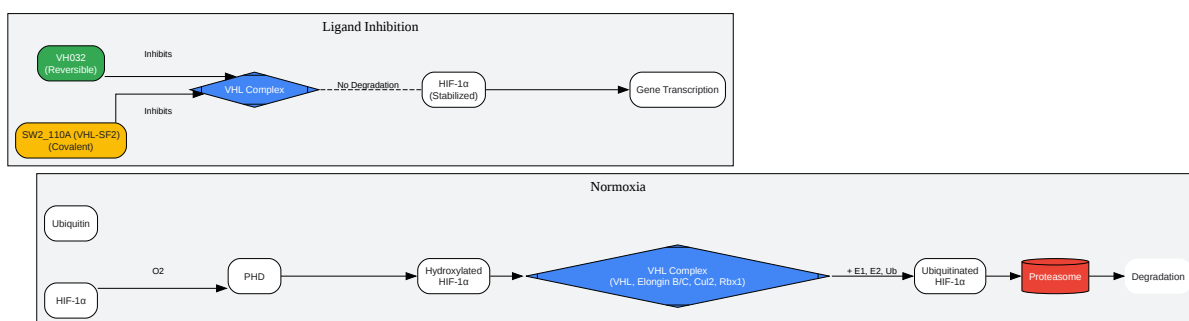 Ligand Inhibition
VH032
(Reversible)
Inhibits
VHL Complex
No Degradation
HIF-1α
(Stabilized)
Gene Transcription
Inhibits
SW2_110A (VHL-SF2)
(Covalent)
Normoxia
Ubiquitin
HIF-1α
O2
PHD
Hydroxylated
HIF-1α
VHL Complex
(VHL, Elongin B/C, Cul2, Rbx1)
+ E1, E2, Ub
Ubiquitinated
HIF-1α
Proteasome
Degradation